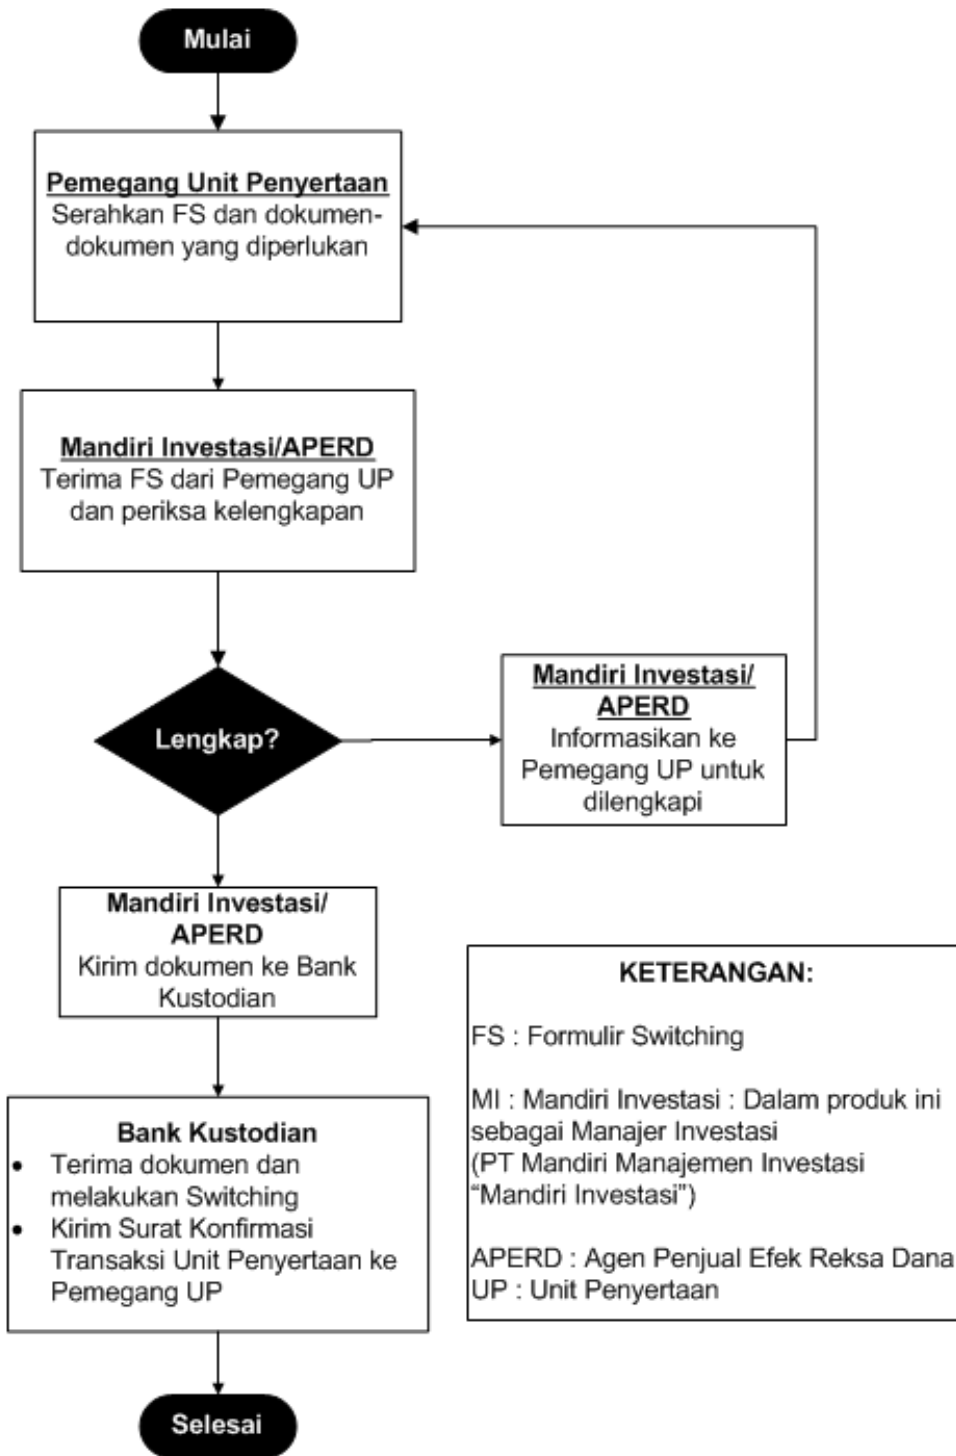 Mulai
Pemegang Unit Penyertaan
Serahkan FS dan dokumen-
dokumen yang diperlukan
Mandiri Investasi/APERD
Terima FS dari Pemegang UP
dan periksa kelengkapan
Lengkap?
Mandiri Investasi/
APERD
Informasikan ke
Pemegang UP untuk
dilengkapi
Mandiri Investasi/
APERD
Kirim dokumen ke Bank
Kustodian
Bank Kustodian
• Terima dokumen dan
melakukan Switching
• Kirim Surat Konfirmasi
Transaksi Unit Penyertaan ke
Pemegang UP
Selesai
KETERANGAN:
FS : Formulir Switching
MI : Mandiri Investasi : Dalam produk ini
sebagai Manajer Investasi
(PT Mandiri Manajemen Investasi
“Mandiri Investasi”)
APERD : Agen Penjual Efek Reksa Dana
UP : Unit Penyertaan